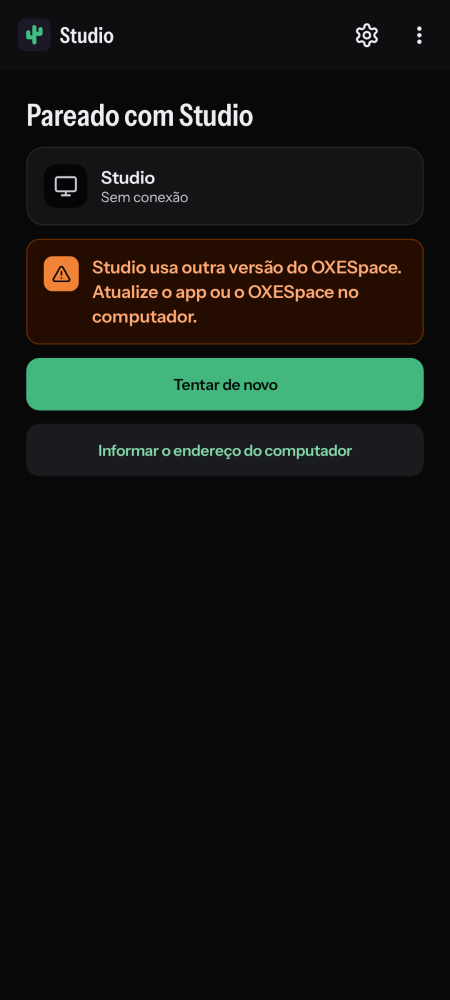 Studio
Pareado com Studio
Studio
Sem conexão
Studio usa outra versão do OXESpace.
Atualize o app ou o OXESpace no
computador.
Tentar de novo
Informar o endereço do computador